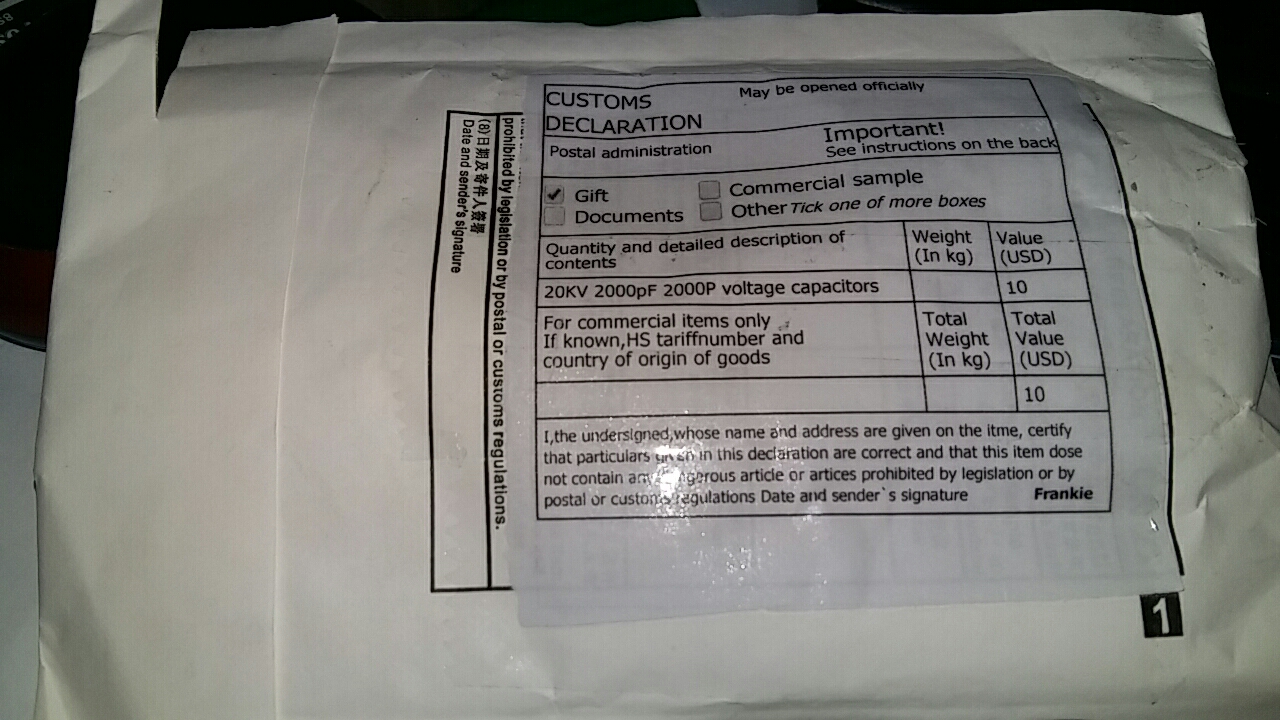 CUSTOMS
DECLARATION
May be opened officially
Postal administration
Important!
See instructions on the back
Gift
Commercial sample
Documents
Other Tick one of more boxes
Quantity and detailed description of
contents
Weight
(In kg)
Value
(USD)
20KV 2000pF 2000P voltage capacitors
10
For commercial items only
If known,HS tariffnumber and
country of origin of goods
Total
Weight
(In kg)
Total
Value
(USD)
10
I,the undersigned,whose name and address are given on the itme, certify
that particulars in this declaration are correct and that this item dose
not contain any dangerous article or artices prohibited by legislation or by
postal or customs regulations Date and sender`s signature
Frankie
prohibited by legislation or by postal or customs regulations.
(8)日期及寄件人簽署
Date and sender's signature
1